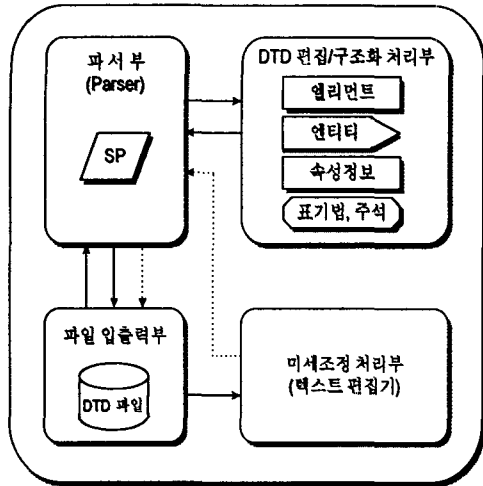 파 서 부
(Parser)
SP
DTD 편집/구조화 처리부
엘리먼트
엔티티
속성정보
표기법, 주석
파일 입출력부
DTD 파일
미세조정 처리부
(텍스트 편집기)